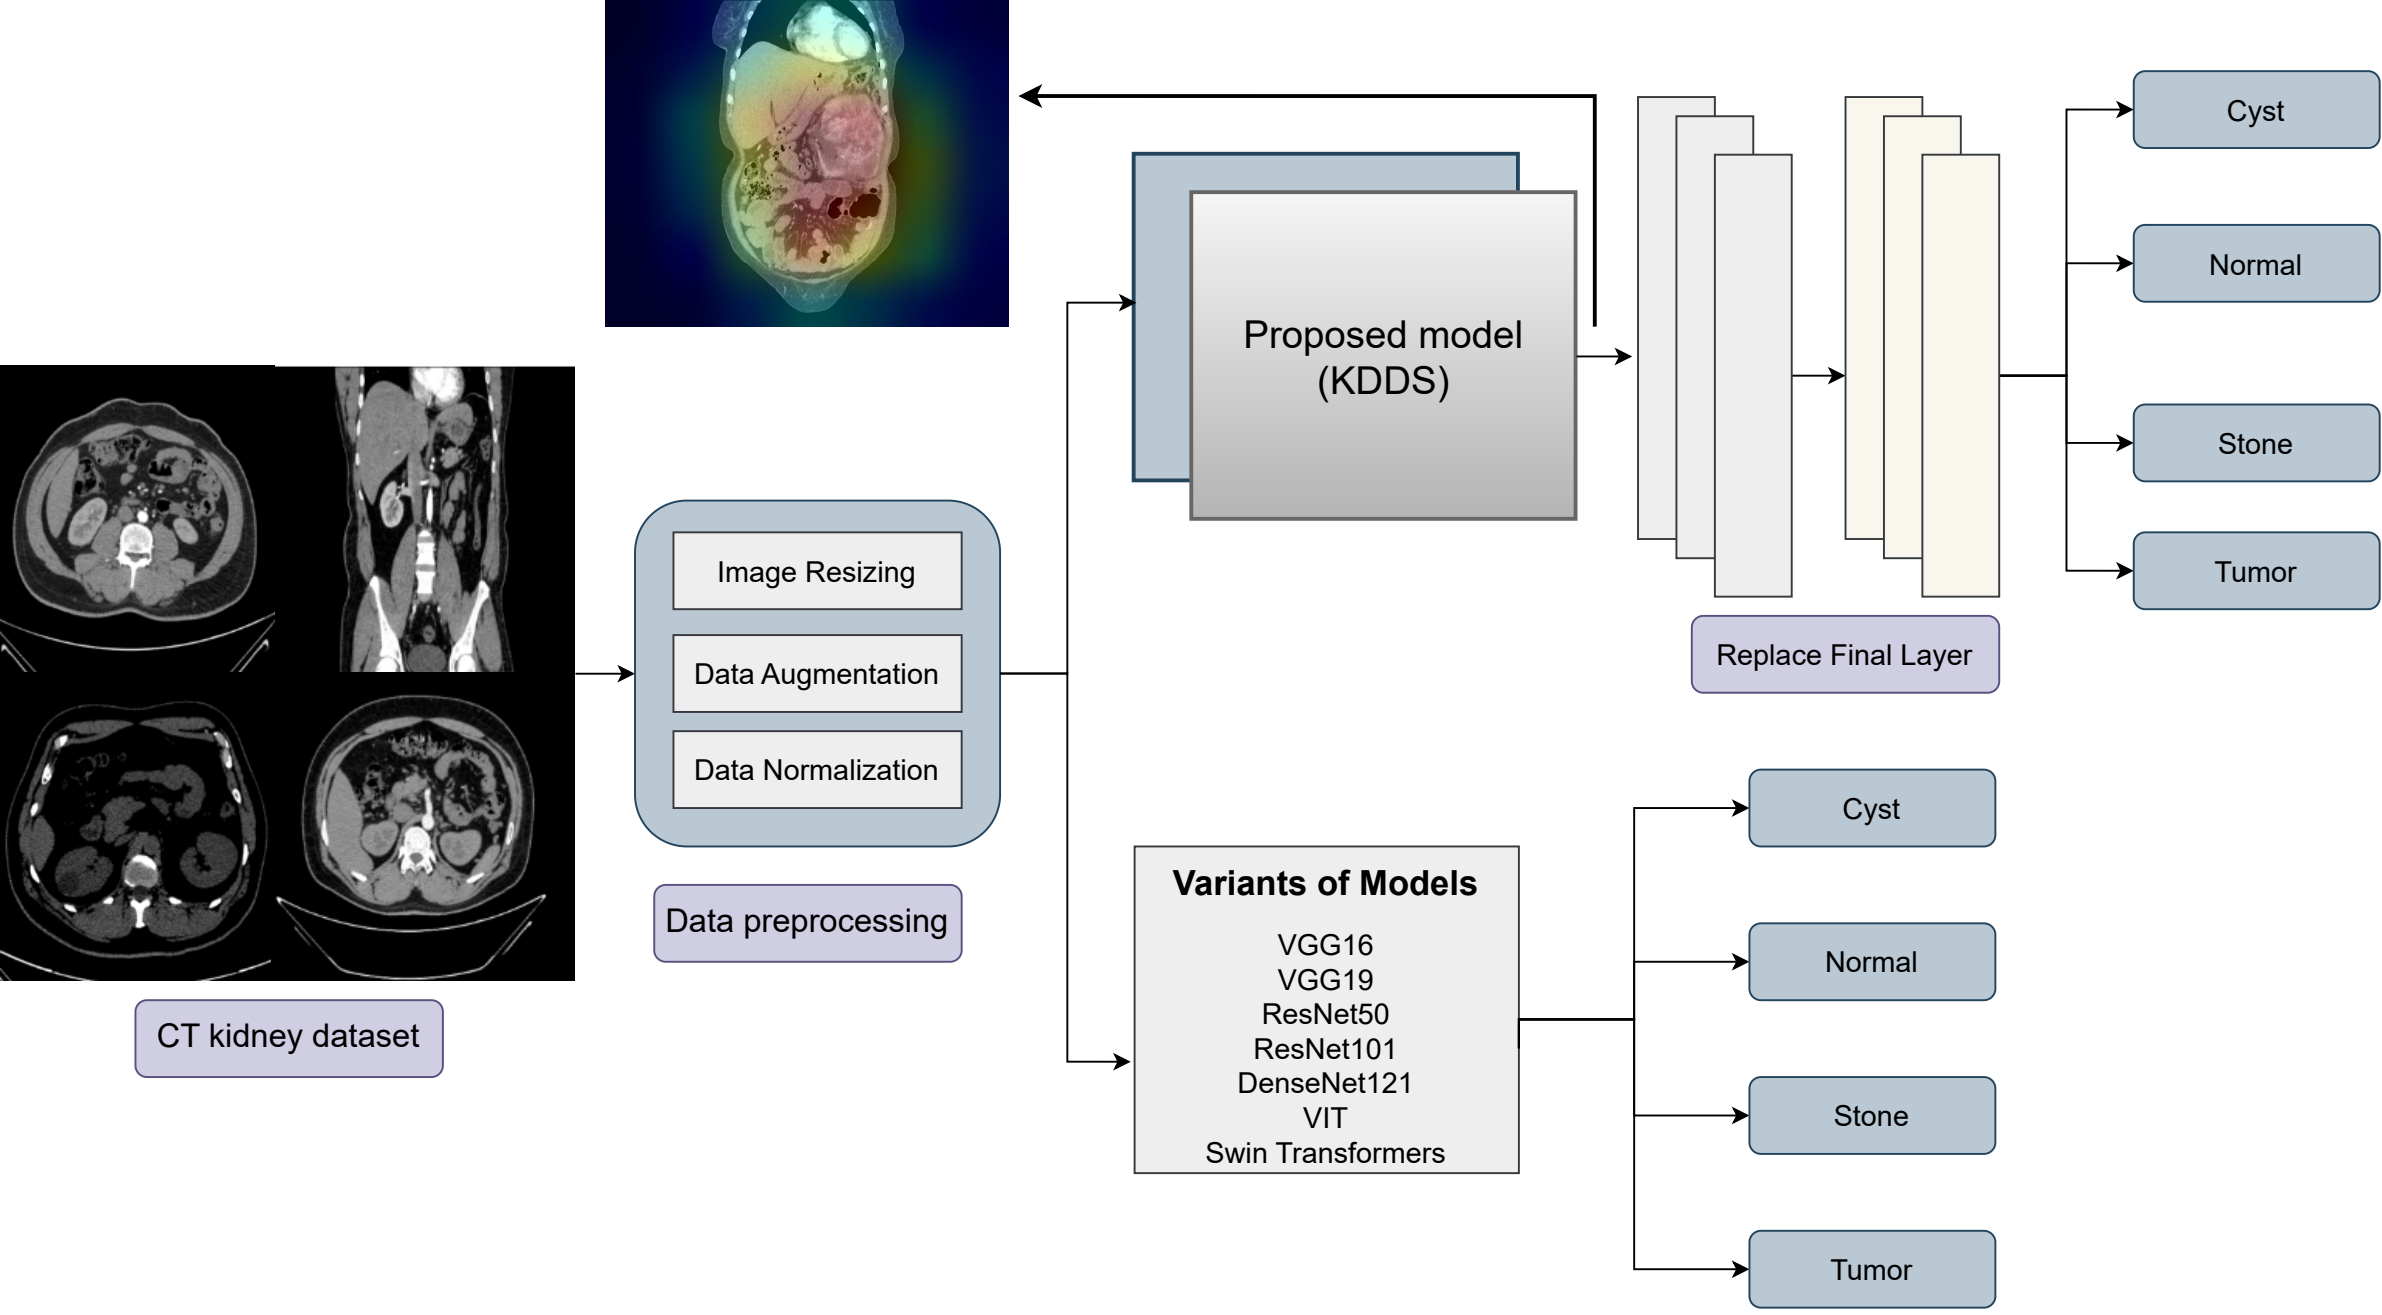 CT kidney dataset
Image Resizing
Data Augmentation
Data Normalization
Data preprocessing
Proposed model
(KDDS)
Replace Final Layer
Cyst
Normal
Stone
Tumor
Variants of Models
VGG16
VGG19
ResNet50
ResNet101
DenseNet121
VIT
Swin Transformers
Cyst
Normal
Stone
Tumor